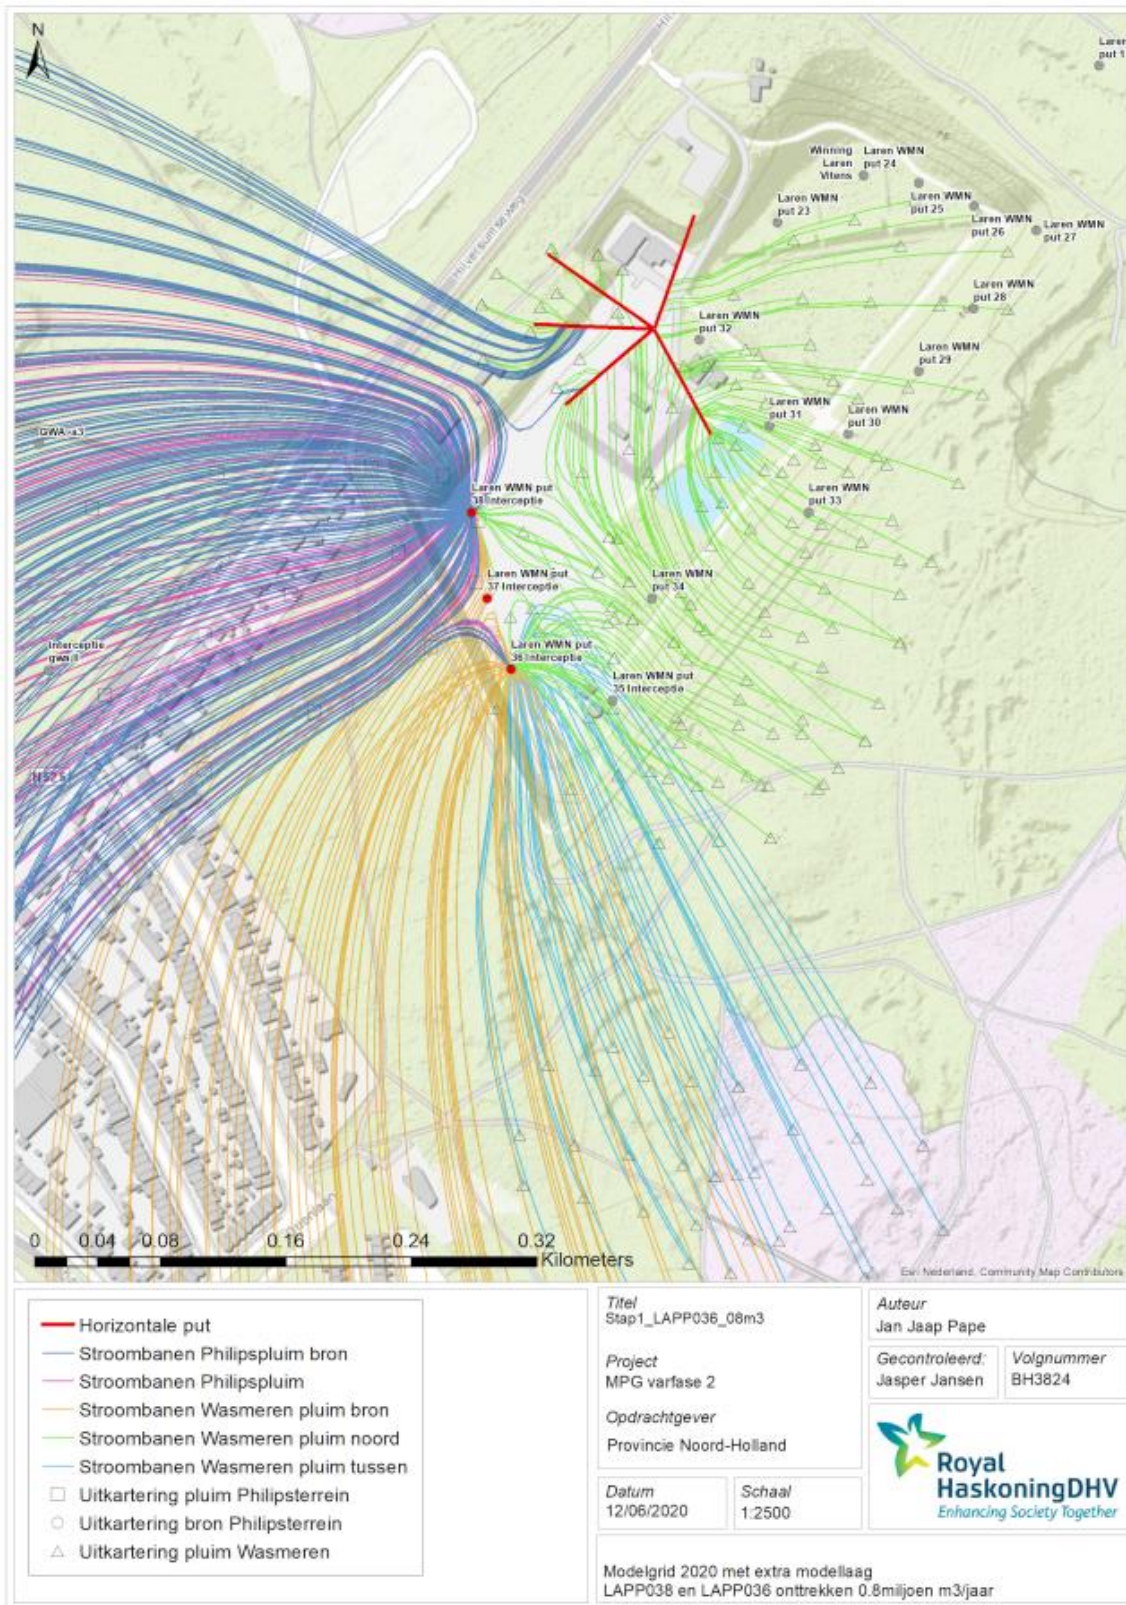 N
Laren
put 1
Hilversumseweg
Winning
Laren
Vitens
Laren WMN
put 24
Laren WMN
put 23
Laren WMN
put 25
Laren WMN
put 26
Laren WMN
put 27
Laren WMN
put 28
Laren WMN
put 32
Laren WMN
put 29
Laren WMN
put 31
Laren WMN
put 30
GWA-a3
Laren WMN put
38 Interceptie
Laren WMN
put 33
Laren WMN put
37 Interceptie
Laren WMN
put 34
Interceptie
Laren WMN put
36 Interceptie
Laren WMN put
35 Interceptie
N525
0 0.04 0.08 0.16 0.24 0.32
Kilometers
Esri Nederland, Community Map Contributors
Horizontale put
Stroombanen Philipspluim bron
Stroombanen Philipspluim
Stroombanen Wasmeren pluim bron
Stroombanen Wasmeren pluim noord
Stroombanen Wasmeren pluim tussen
Uitkartering pluim Philipsterrein
Uitkartering bron Philipsterrein
Uitkartering pluim Wasmeren
Titel
Stap1_LAPP036_08m3
Project
MPG varfase 2
Opdrachtgever
Provincie Noord-Holland
Datum
12/06/2020
Schaal
1:2500
Auteur
Jan Jaap Pape
Gecontroleerd:
Jasper Jansen
Volgnummer
BH3824
Royal
HaskoningDHV
Enhancing Society Together
Modelgrid 2020 met extra modellaag
LAPP038 en LAPP036 onttrekken 0.8miljoen m3/jaar